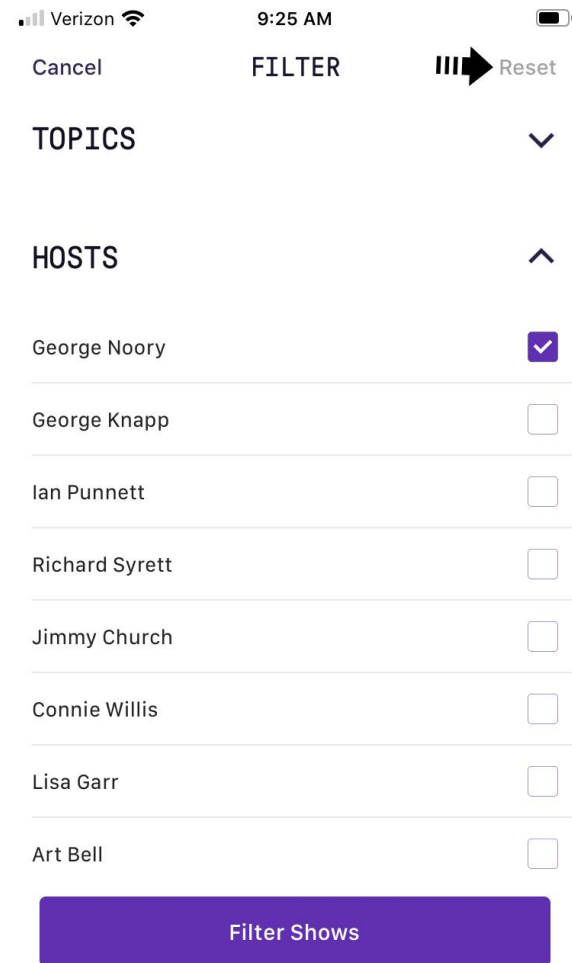 Verizon 9:25 AM
Cancel FILTER Reset
TOPICS
HOSTS
George Noory
George Knapp
Ian Punnett
Richard Syrett
Jimmy Church
Connie Willis
Lisa Garr
Art Bell
Filter Shows